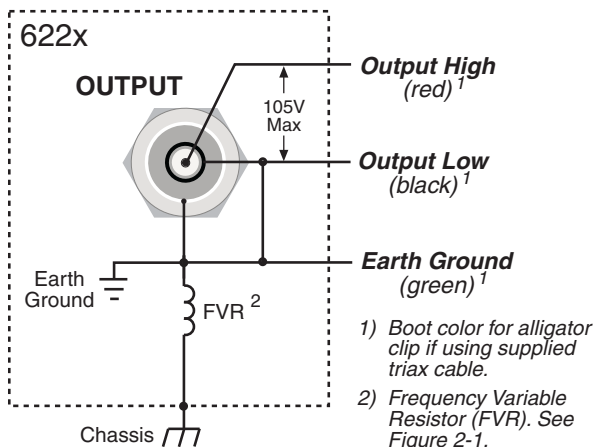 622x
OUTPUT
105V
Max
Output High
(red) 1
Output Low
(black) 1
Earth Ground
(green) 1
Earth
Ground
FVR 2
Chassis
1) Boot color for alligator
clip if using supplied
triax cable.
2) Frequency Variable
Resistor (FVR). See
Figure 2-1.